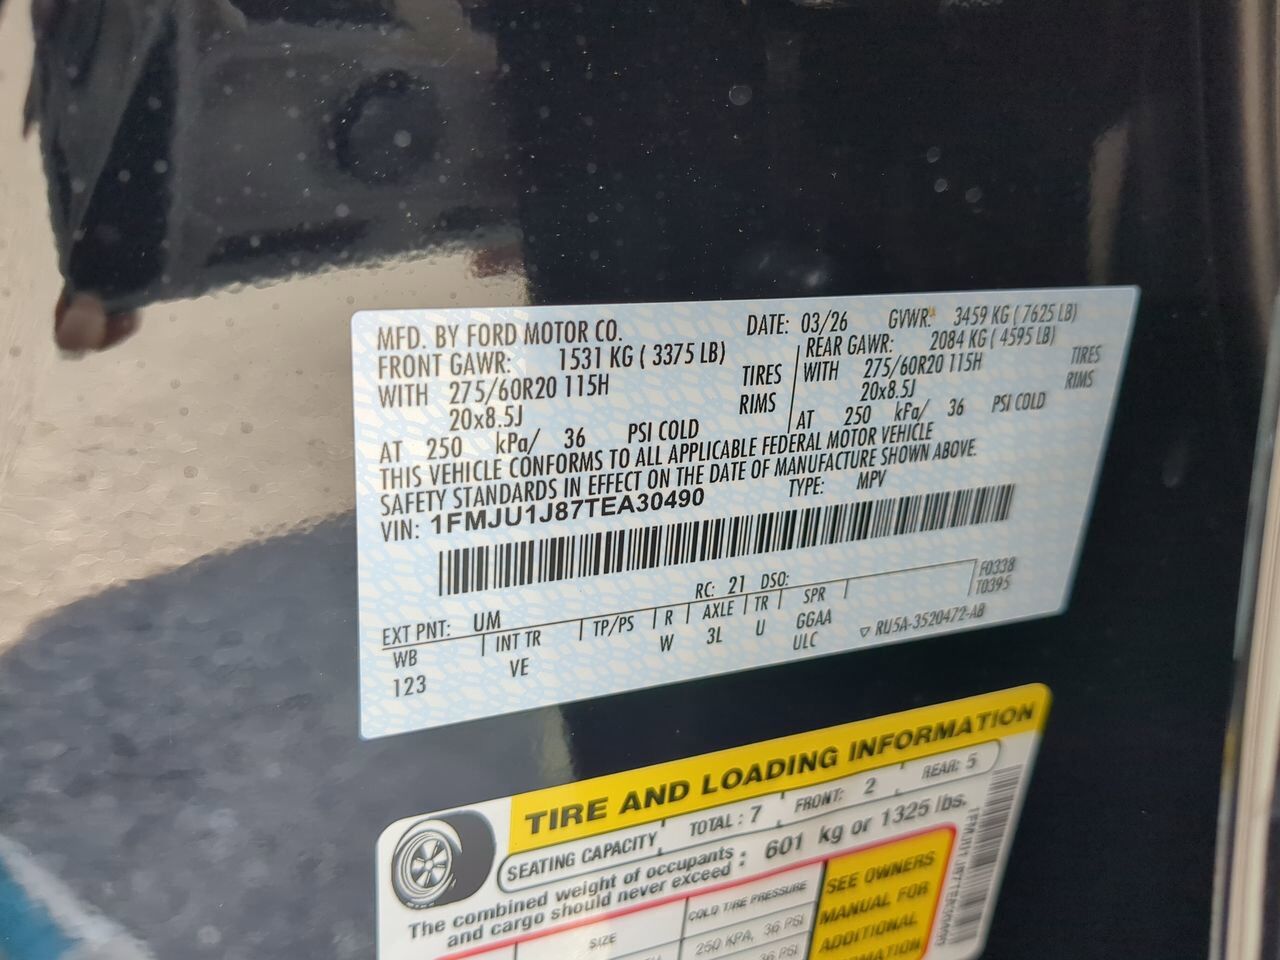 MFD. BY FORD MOTOR CO. DATE: 03/26 GVWR: 3459 KG ( 7625 LB)
FRONT GAWR: 1531 KG ( 3375 LB) REAR GAWR: 2084 KG ( 4595 LB)
WITH 275/60R20 115H TIRES WITH 275/60R20 115H TIRES
20x8.5J RIMS 20x8.5J RIMS
AT 250 kPa/ 36 PSI COLD AT 250 kPa/ 36 PSI COLD
THIS VEHICLE CONFORMS TO ALL APPLICABLE FEDERAL MOTOR VEHICLE
SAFETY STANDARDS IN EFFECT ON THE DATE OF MANUFACTURE SHOWN ABOVE.
VIN: 1FMJU1J87TEA30490 TYPE: MPV
EXT PNT: UM RC: 21 DSO: F0338
WB INT TR TP/PS R AXLE TR SPR T0395
123 VE W 3L U GGAA
ULC ▽ RU5A-3520472-AB
TIRE AND LOADING INFORMATION
SEATING CAPACITY TOTAL: 7 FRONT: 2 REAR: 5
The combined weight of occupants
and cargo should never exceed : 601 kg or 1325 lbs.
SIZE COLD TIRE PRESSURE SEE OWNERS
250 KPA, 36 PSI MANUAL FOR
36 PSI ADDITIONAL